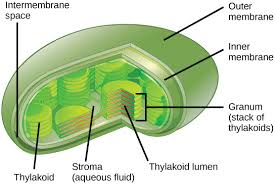 Intermembrane
space
Outer
membrane
Inner
membrane
Granum
(stack of
thylakoids)
Thylakoid
Stroma
(aqueous fluid)
Thylakoid lumen